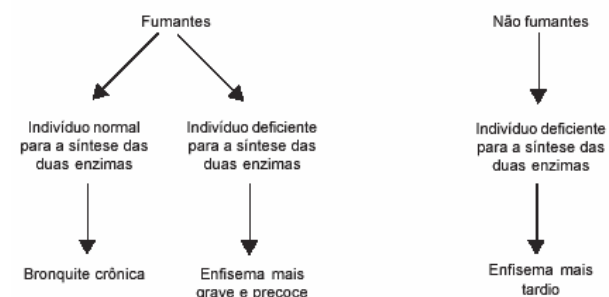 Fumantes
Não fumantes
Indivíduo normal
para a síntese das
duas enzimas
Indivíduo deficiente
para a síntese das
duas enzimas
Indivíduo deficiente
para a síntese das
duas enzimas
Bronquite crônica
Enfisema mais
grave e precoce
Enfisema mais
tardio